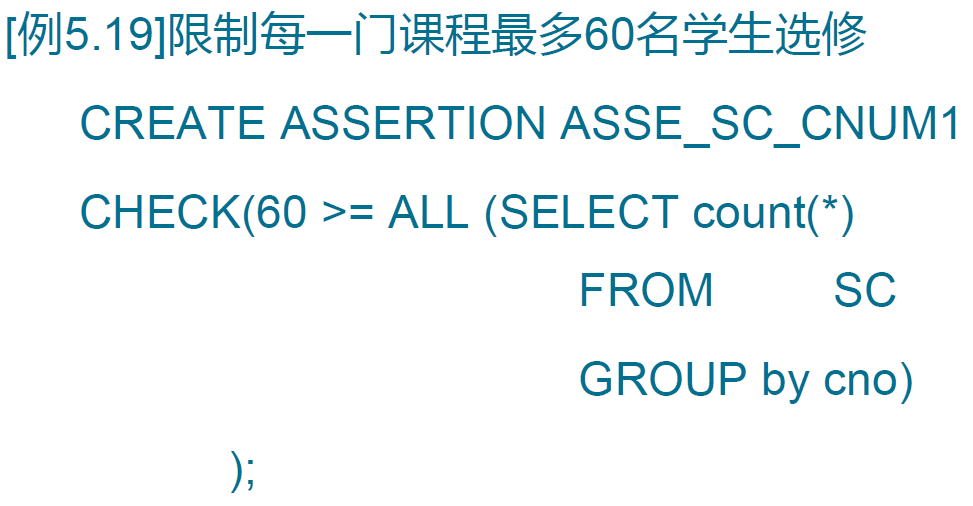 [例5.19]限制每一门课程最多60名学生选修
CREATE ASSERTION ASSE_SC_CNUM1
CHECK(60 >= ALL (SELECT count(*)
FROM SC
GROUP by cno)
);